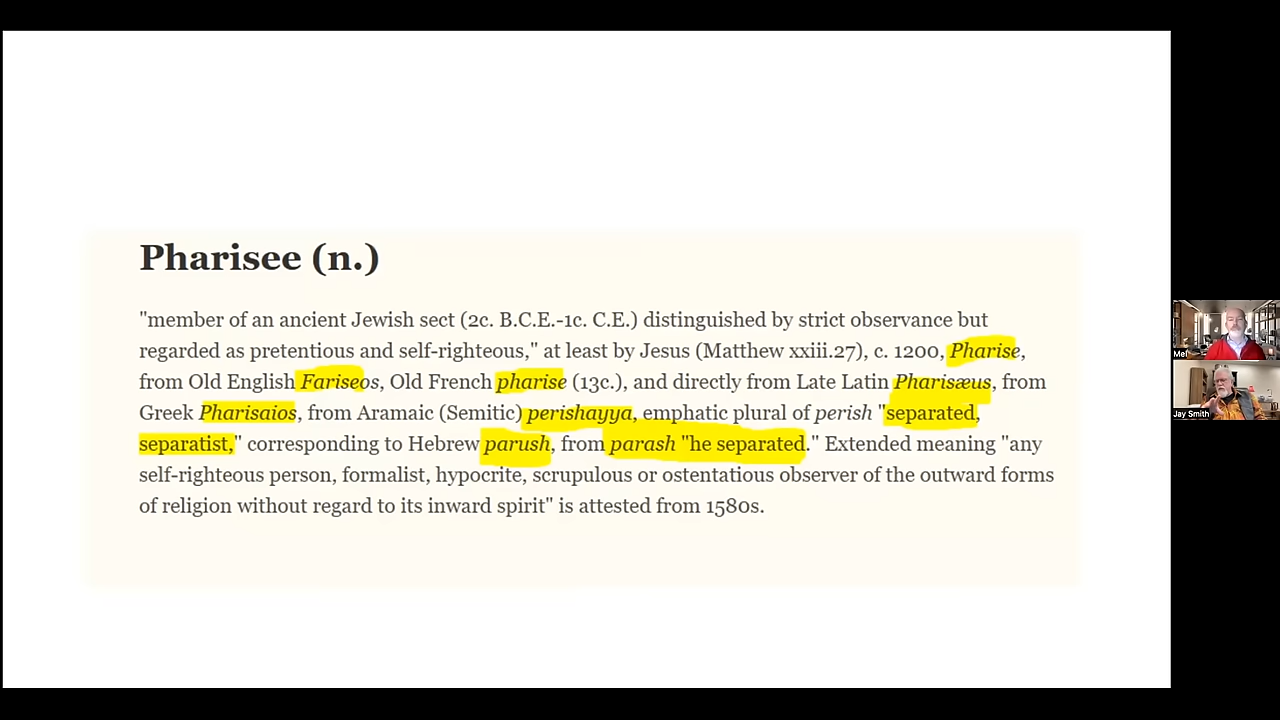 Pharisee (n.)
"member of an ancient Jewish sect (2c. B.C.E.-1c. C.E.) distinguished by strict observance but
regarded as pretentious and self-righteous," at least by Jesus (Matthew xxiii.27), c. 1200, Pharise,
from Old English Fariseos, Old French pharise (13c.), and directly from Late Latin Pharisæus, from
Greek Pharisaios, from Aramaic (Semitic) perishayya, emphatic plural of perish "separated,
separatist," corresponding to Hebrew parush, from parash "he separated." Extended meaning "any
self-righteous person, formalist, hypocrite, scrupulous or ostentatious observer of the outward forms
of religion without regard to its inward spirit" is attested from 1580s.
Mel
Jay Smith